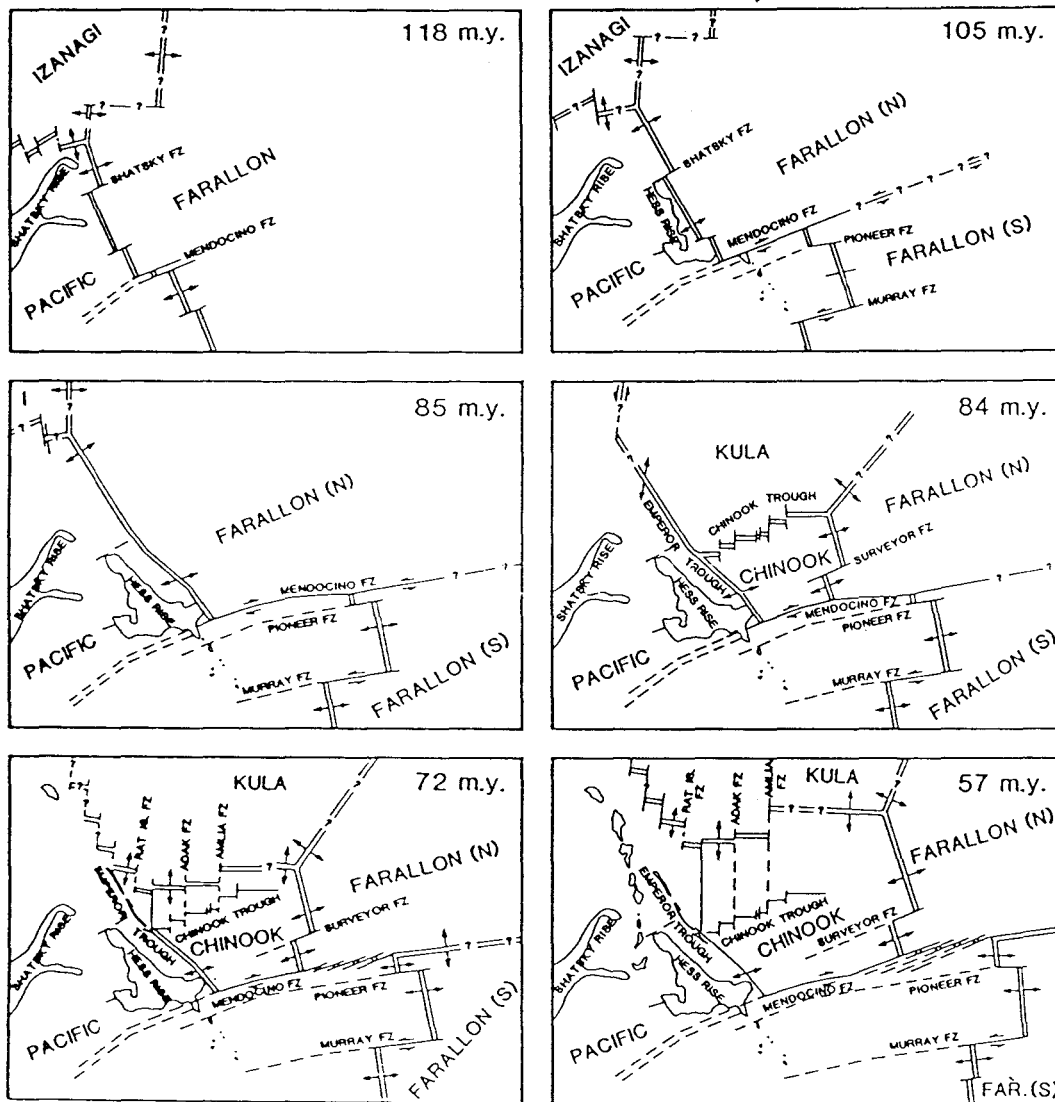 118 m.y.
IZANAGI
SHATSKY FZ
FARALLON
SHATSKY RISE
MENDOCINO FZ
PACIFIC
105 m.y.
IZANAGI
FARALLON (N)
SHATSKY FZ
SHATSKY RISE
HESS RISE
MENDOCINO FZ
PIONEER FZ
FARALLON (S)
PACIFIC
MURRAY FZ
85 m.y.
I
FARALLON (N)
SHATSKY RISE
HESS RISE
MENDOCINO FZ
PIONEER FZ
PACIFIC
MURRAY FZ
FARALLON (S)
84 m.y.
KULA
FARALLON (N)
CHINOOK TROUGH
EMPEROR TROUGH
SURVEYOR FZ
SHATSKY RISE
CHINOOK
HESS RISE
MENDOCINO FZ
PIONEER FZ
PACIFIC
MURRAY FZ
FARALLON (S)
72 m.y.
KULA
RAT IS. FZ
ADAK FZ
AMLIA FZ
FARALLON (N)
EMPEROR TROUGH
CHINOOK TROUGH
SURVEYOR FZ
SHATSKY RISE
CHINOOK
HESS RISE
MENDOCINO FZ
PIONEER FZ
PACIFIC
MURRAY FZ
FARALLON (S)
57 m.y.
KULA
RAT IS. FZ
ADAK FZ
AMLIA FZ
FARALLON (N)
EMPEROR TROUGH
CHINOOK TROUGH
CHINOOK
SURVEYOR FZ
SHATSKY RISE
HESS RISE
MENDOCINO FZ
PIONEER FZ
PACIFIC
MURRAY FZ
FAR. (S)